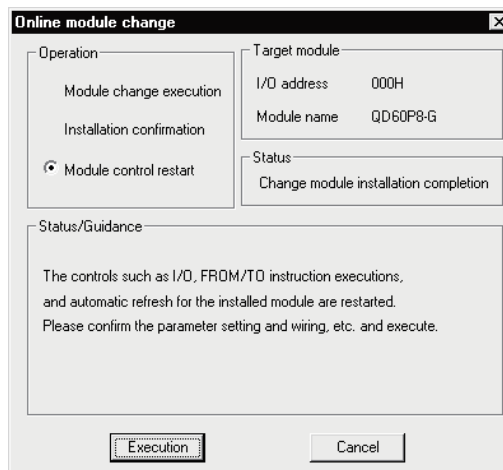 Online module change
Operation
Module change execution
Installation confirmation
Module control restart
Target module
I/O address 000H
Module name QD60P8-G
Status
Change module installation completion
Status/Guidance
The controls such as I/O, FROM/TO instruction executions,
and automatic refresh for the installed module are restarted.
Please confirm the parameter setting and wiring, etc. and execute.
Execution
Cancel